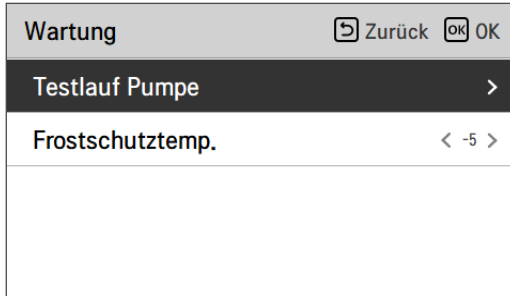 Wartung Zurück OK OK
Testlauf Pumpe >
Frostschutztemp. < -5 >